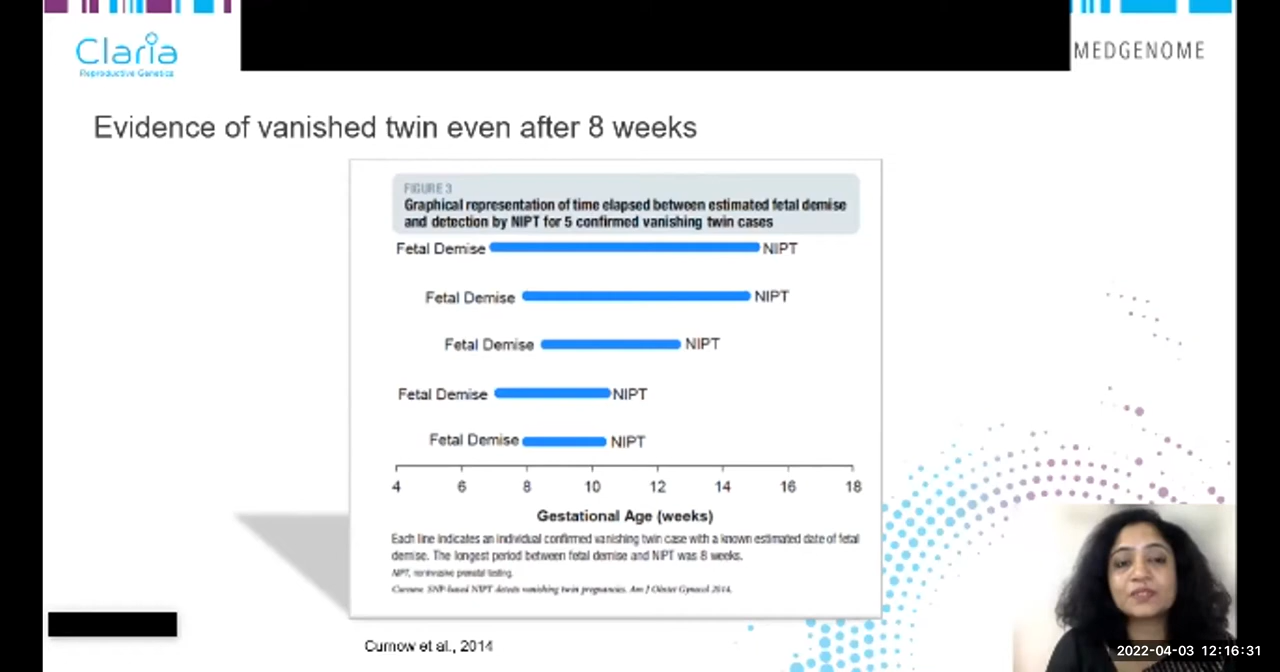 Claria
Reproductive Genetics
MEDGENOME
Evidence of vanished twin even after 8 weeks
FIGURE 3
Graphical representation of time elapsed between estimated fetal demise
and detection by NIPT for 5 confirmed vanishing twin cases
Fetal Demise NIPT
Fetal Demise NIPT
Fetal Demise NIPT
Fetal Demise NIPT
Fetal Demise NIPT
4 6 8 10 12 14 16 18
Gestational Age (weeks)
Each line indicates an individual confirmed vanishing twin case with a known estimated date of fetal
demise. The longest period between fetal demise and NIPT was 8 weeks.
NIPT, noninvasive prenatal testing.
Curnow. SNP-based NIPT detects vanishing twin pregnancies. Am J Obstet Gynecol 2014.
Curnow et al., 2014
2022-04-03 12:16:31